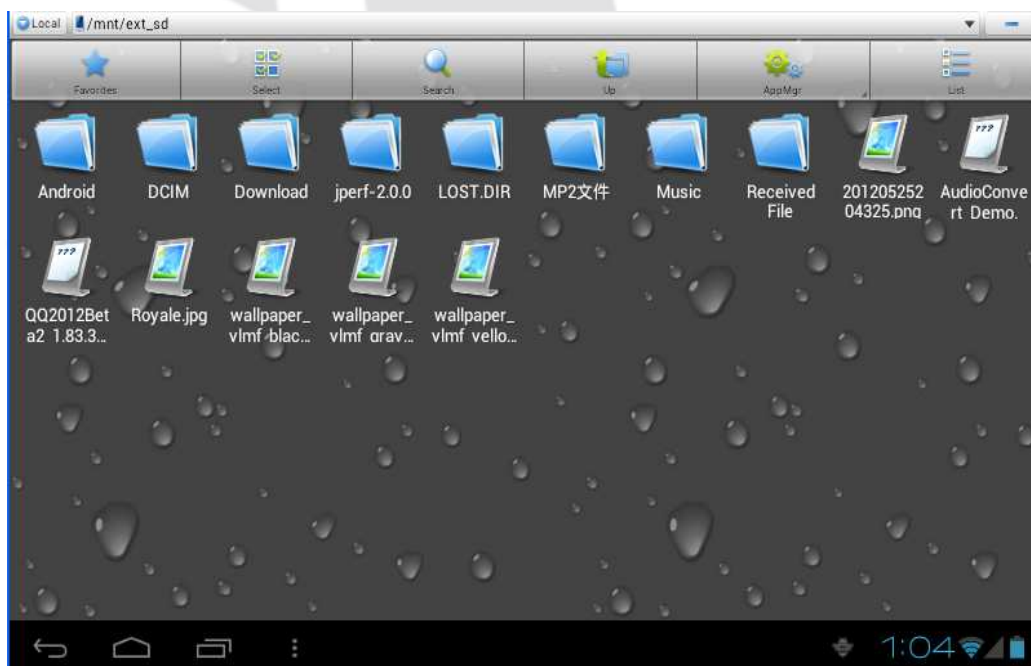 Local /mnt/ext_sd
Favorites Select Search Up AppMgr List
Android DCIM Download jperf-2.0.0 LOST.DIR MP2文件 Music Received File 201205252 04325.png AudioConve rt Demo.
QQ2012Bet a2 1.83.3... Royale.jpg wallpaper_ vlmf blac... wallpaper_ vlmf grav... wallpaper_ vlmf yello...
1:04